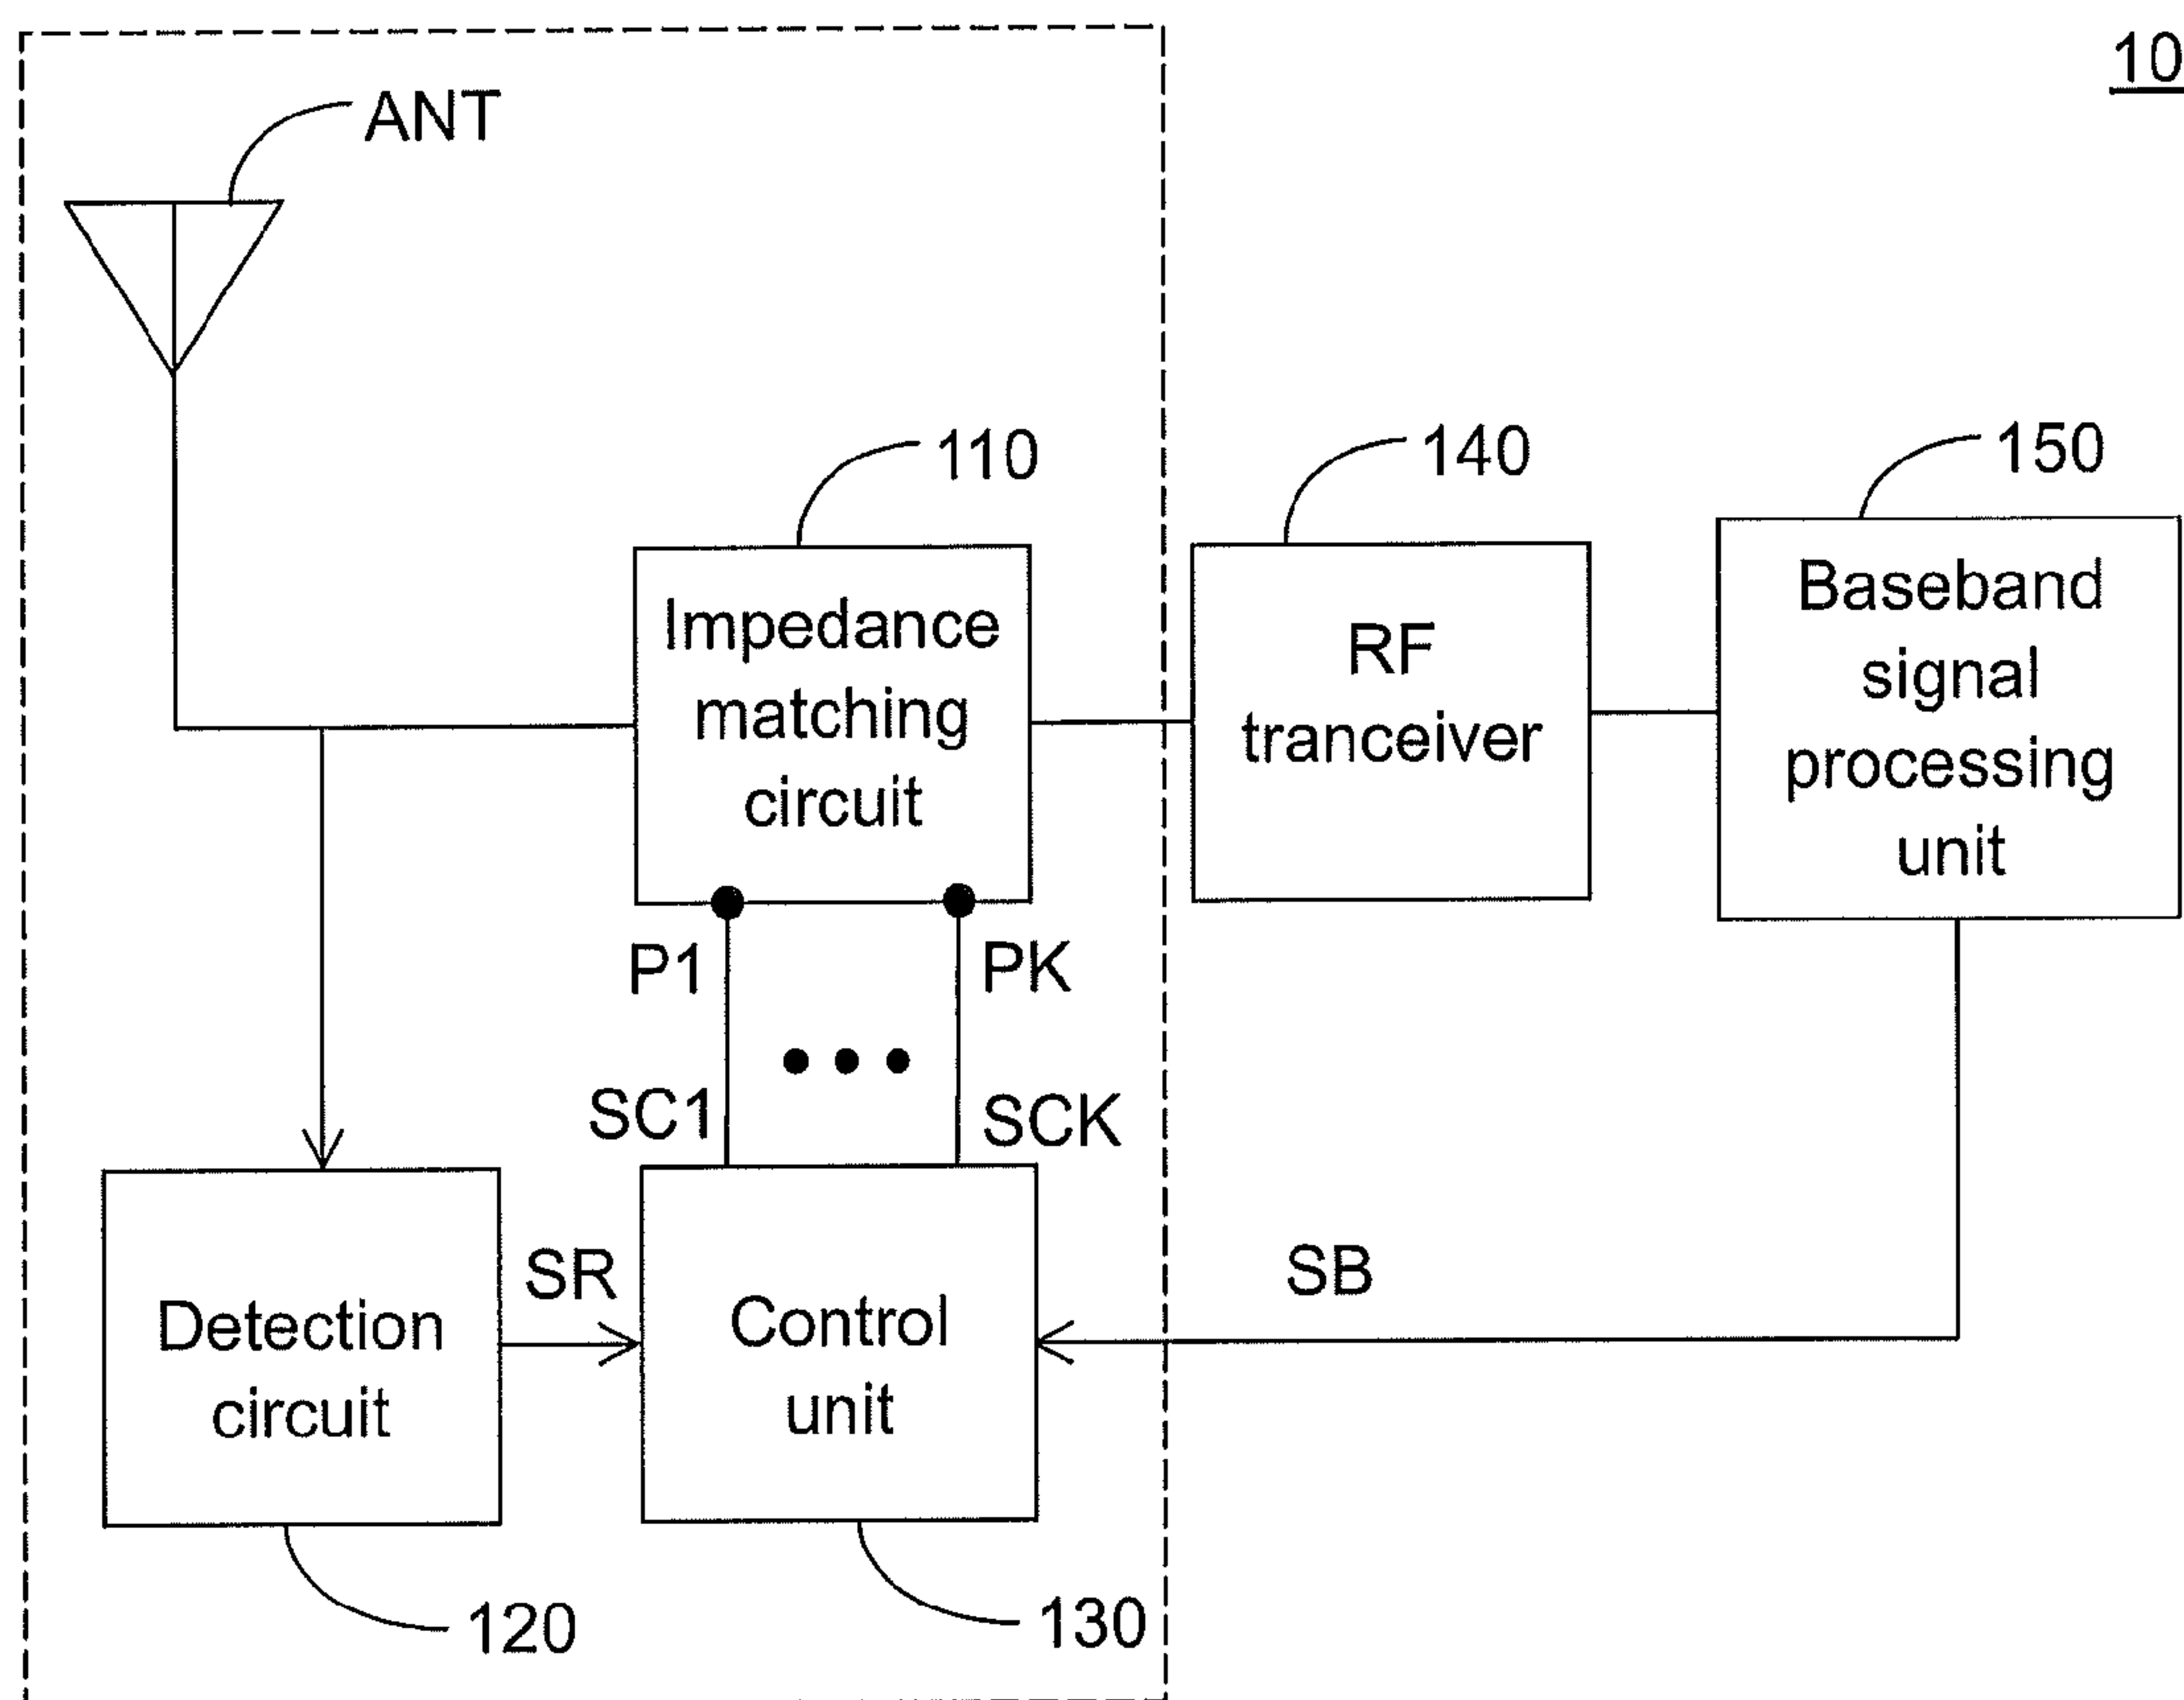 10
ANT
110
140
150
Impedance
matching
circuit
RF
tranceiver
Baseband
signal
processing
unit
P1
PK
SC1
SCK
SR
SB
Detection
circuit
Control
unit
120
130